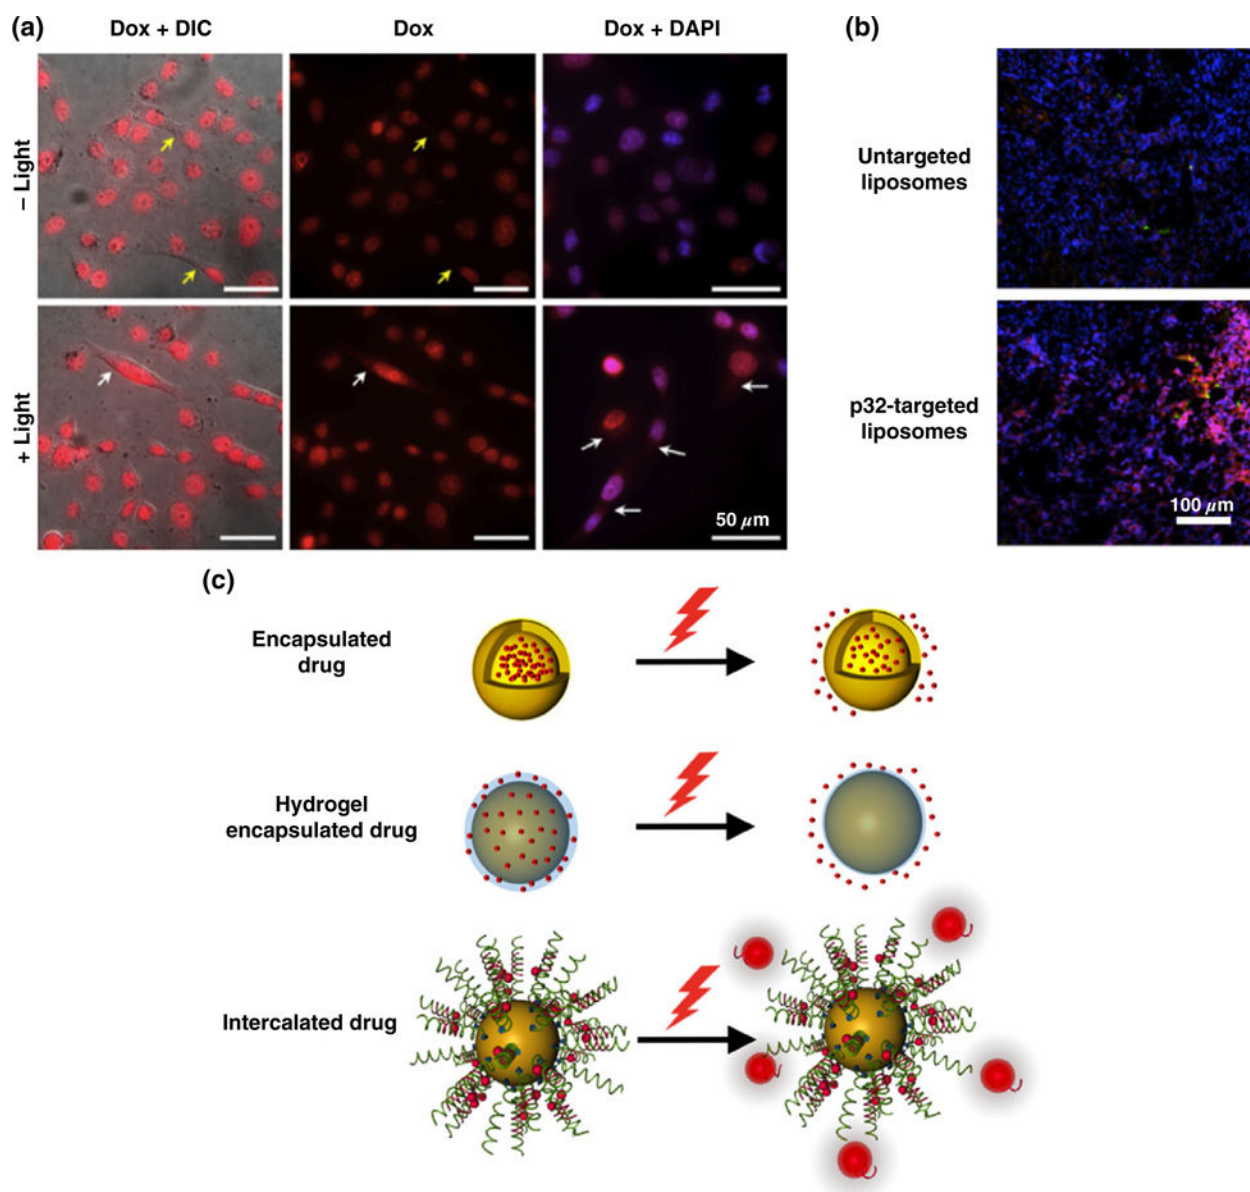 (a)
Dox + DIC
Dox
Dox + DAPI
(b)
– Light
Untargeted
liposomes
+ Light
p32-targeted
liposomes
50 µm
100 µm
(c)
Encapsulated
drug
Hydrogel
encapsulated drug
Intercalated drug